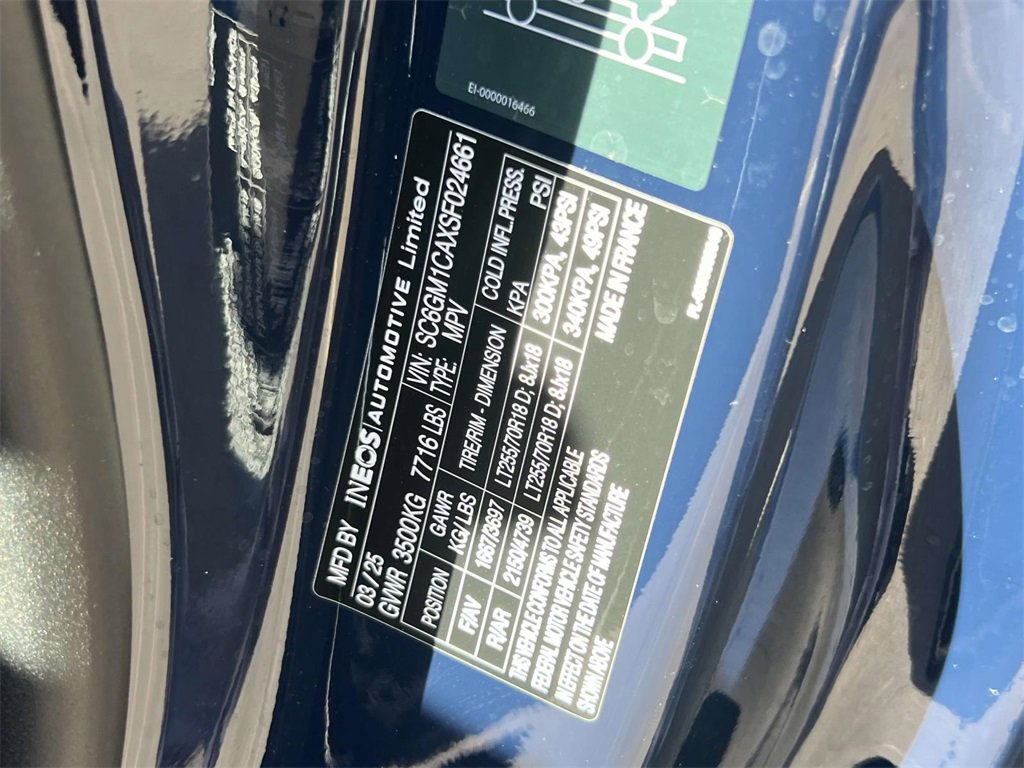 EI-0000016466
MFD BY INEOS | AUTOMOTIVE Limited
03 / 25 VIN: SC6GM1CAXSF024661
GVWR 3500KG 7716 LBS TYPE: MPV
POSITION GAWR KG/LBS TIRE/RIM - DIMENSION COLD INFL.PRESS. KPA PSI
F/AV 1667/3697 LT255/70R18 D; 8Jx18 300KPA, 43PSI
R/AR 2150/4739 LT255/70R18 D; 8Jx18 340KPA, 49PSI
THIS VEHICLE CONFORMS TO ALL APPLICABLE MADE IN FRANCE
FEDERAL MOTOR VEHICLE SAFETY STANDARDS
IN EFFECT ON THE DATE OF MANUFACTURE
SHOWN ABOVE.